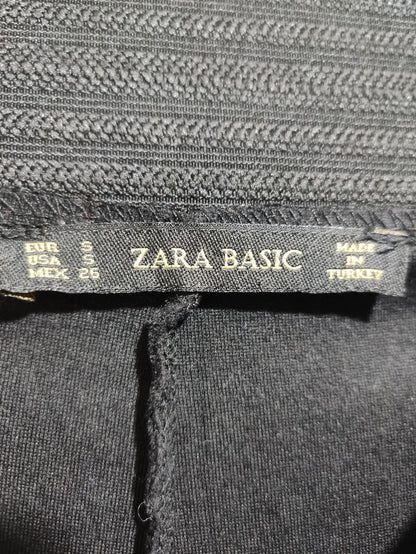 EUR S
USA S
MEX 26
ZARA BASIC
MADE
IN
TURKEY